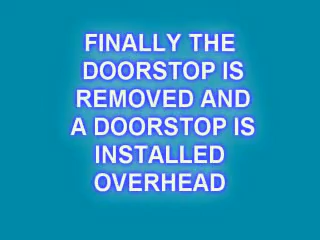 FINALLY THE
DOORSTOP IS
REMOVED AND
A DOORSTOP IS
INSTALLED
OVERHEAD